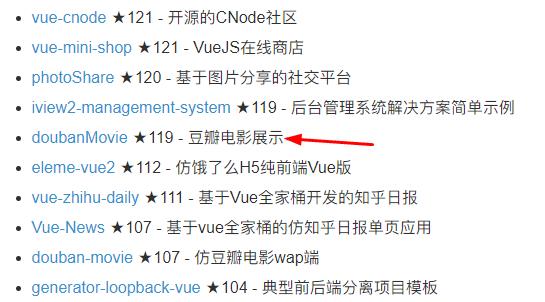 vue-cnode ★121 - 开源的CNode社区
vue-mini-shop ★121 - VueJS在线商店
photoShare ★120 - 基于图片分享的社交平台
iview2-management-system ★119 - 后台管理系统解决方案简单示例
doubanMovie ★119 - 豆瓣电影展示
eleme-vue2 ★112 - 仿饿了么H5纯前端Vue版
vue-zhihu-daily ★111 - 基于Vue全家桶开发的知乎日报
Vue-News ★107 - 基于vue全家桶的仿知乎日报单页应用
douban-movie ★107 - 仿豆瓣电影wap端
generator-loopback-vue ★104 - 典型前后端分离项目模板